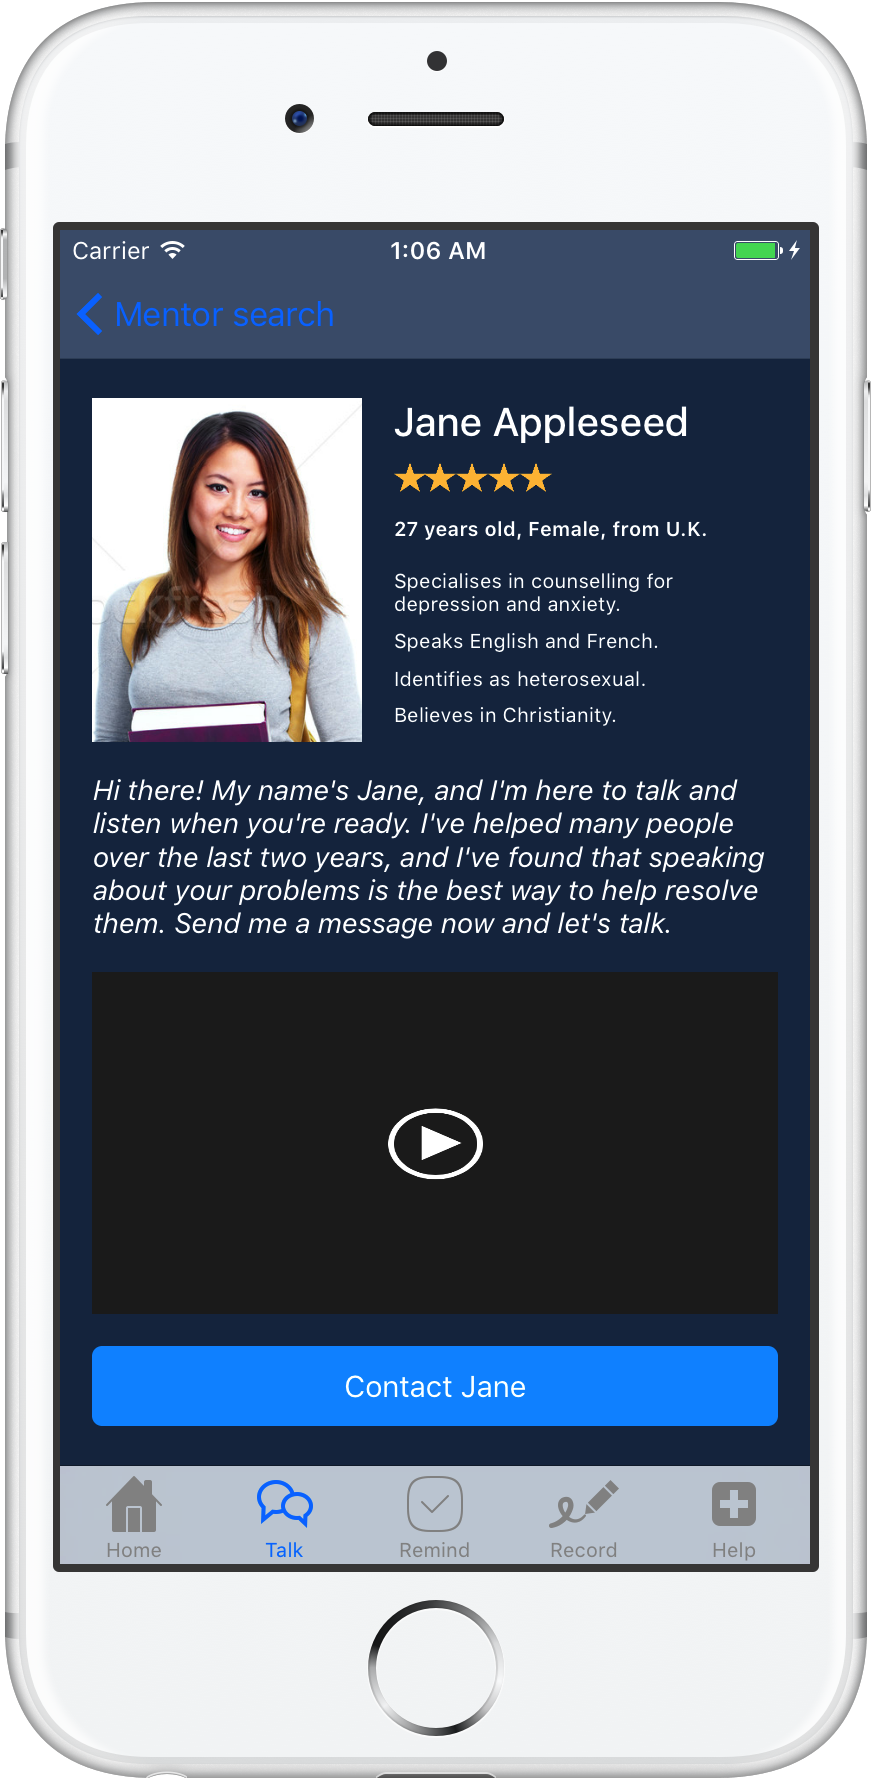 Carrier
1:06 AM
Mentor search
Jane Appleseed
27 years old, Female, from U.K.
Specialises in counselling for
depression and anxiety.
Speaks English and French.
Identifies as heterosexual.
Believes in Christianity.
Hi there! My name's Jane, and I'm here to talk and
listen when you're ready. I've helped many people
over the last two years, and I've found that speaking
about your problems is the best way to help resolve
them. Send me a message now and let's talk.
Contact Jane
Home
Talk
Remind
Record
Help